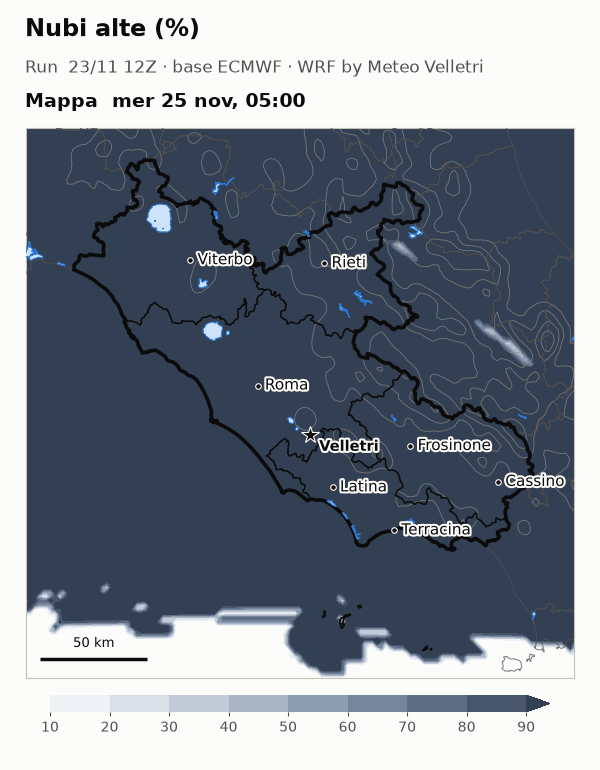 Nubi alte (%)
Run  23/11 12Z · base ECMWF · WRF by Meteo Velletri
Mappa  mer 25 nov, 05:00
Viterbo
Rieti
Roma
Velletri
Frosinone
Cassino
Latina
Terracina
50 km
10 20 30 40 50 60 70 80 90